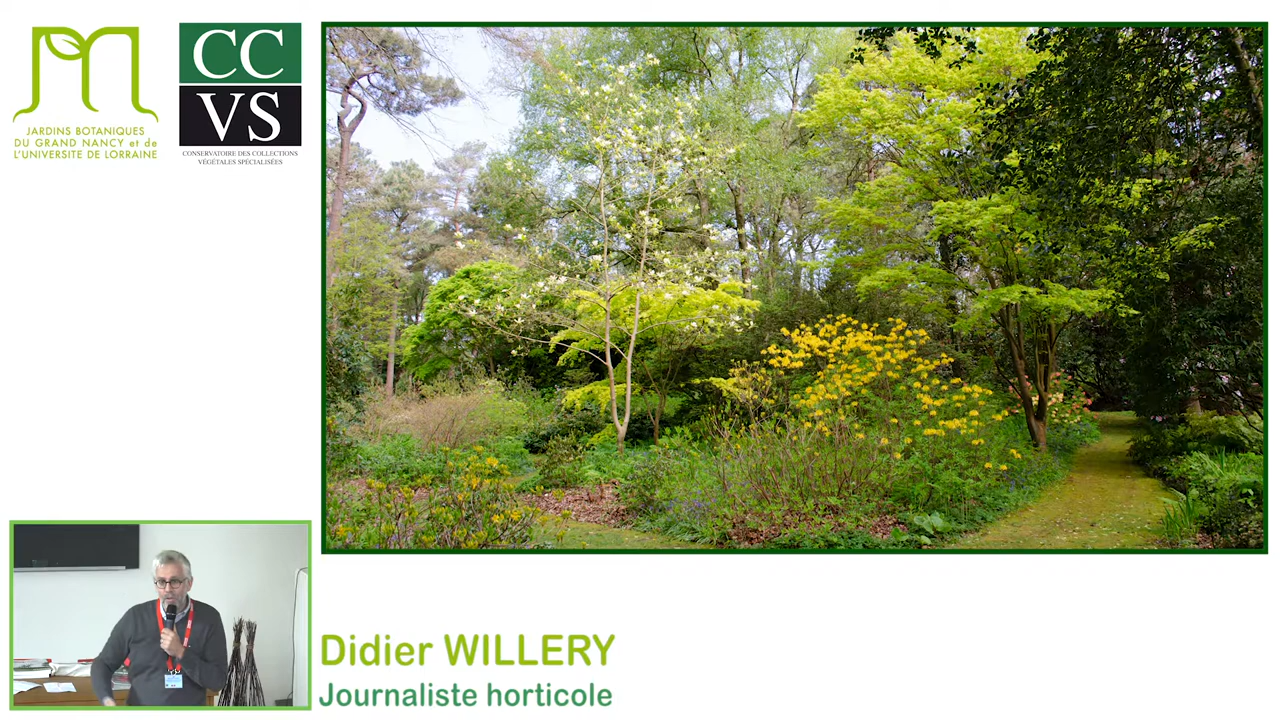 JARDINS BOTANIQUES
DU GRAND NANCY et de
L'UNIVERSITE DE LORRAINE
CC
VS
CONSERVATOIRE DES COLLECTIONS
VÉGÉTALES SPÉCIALISÉES
Didier WILLERY
Journaliste horticole